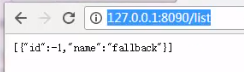 127.0.0.1:8090/list
[{"id":-1,"name":"fallback"}]